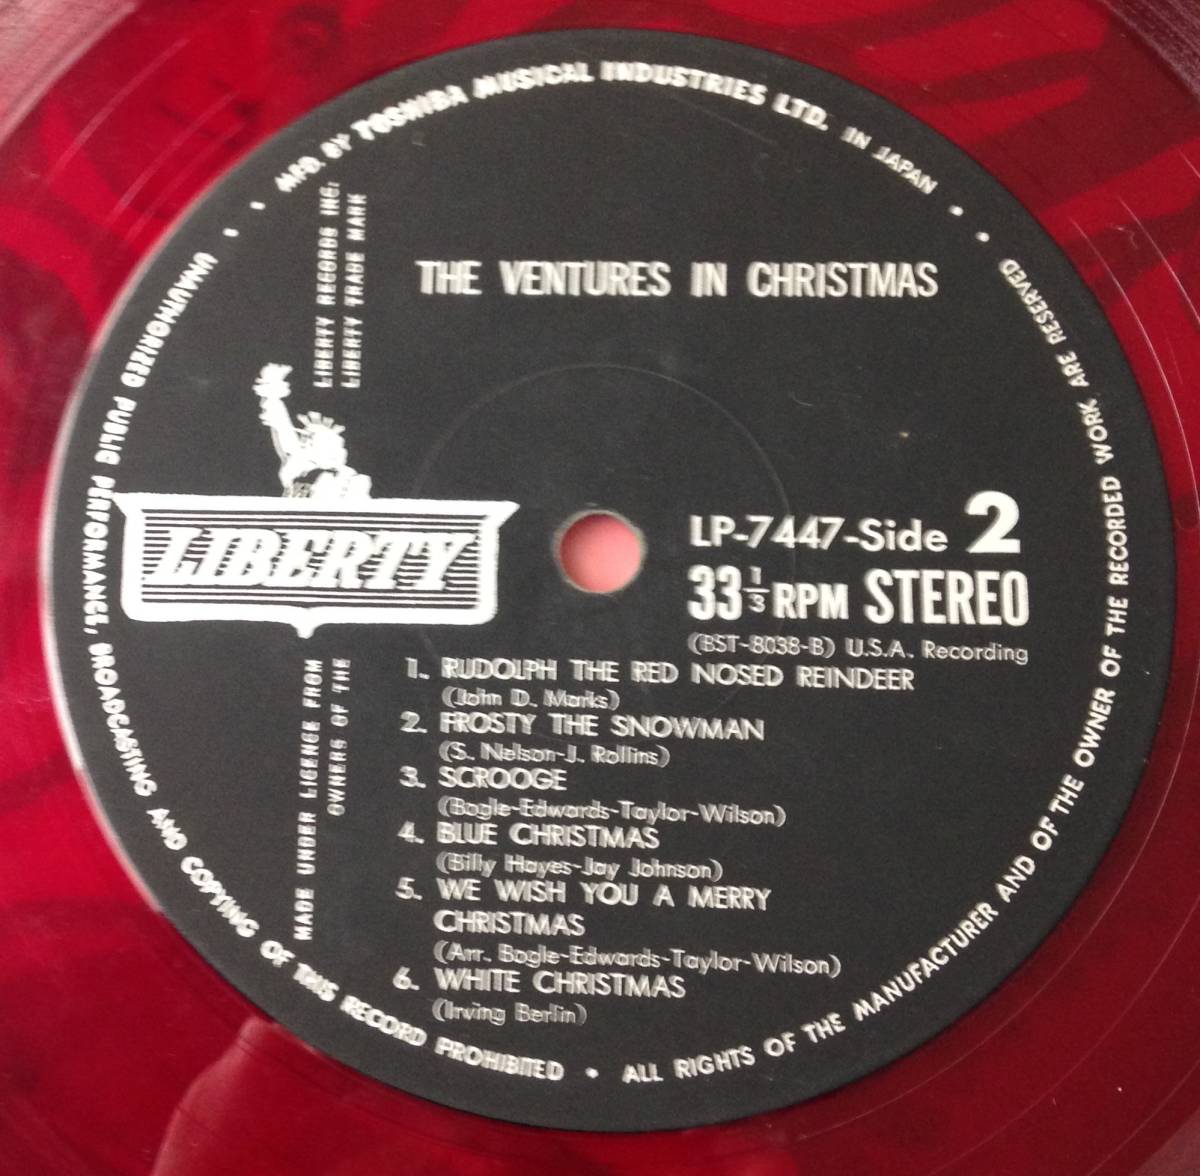 MFD. BY TOSHIBA MUSICAL INDUSTRIES LTD. IN JAPAN
LIBERTY RECORDS INC:
LIBERTY TRADE MARK
THE VENTURES IN CHRISTMAS
LIBERTY
LP-7447-Side 2
33 1/3 RPM STEREO
(BST-8038-B) U.S.A. Recording
MADE UNDER LICENCE FROM
OWNERS OF THE
1. RUDOLPH THE RED NOSED REINDEER
(John D. Marks)
2. FROSTY THE SNOWMAN
(S. Nelson-J. Rollins)
3. SCROOGE
(Bogle-Edwards-Taylor-Wilson)
4. BLUE CHRISTMAS
(Billy Hayes-Jay Johnson)
5. WE WISH YOU A MERRY
CHRISTMAS
(Arr. Bogle-Edwards-Taylor-Wilson)
6. WHITE CHRISTMAS
(Irving Berlin)
UNAUTHORIZED PUBLIC PERFORMANCE, BROADCASTING AND COPYING OF THIS RECORD PROHIBITED • ALL RIGHTS OF THE MANUFACTURER AND OF THE OWNER OF THE RECORDED WORK ARE RESERVED